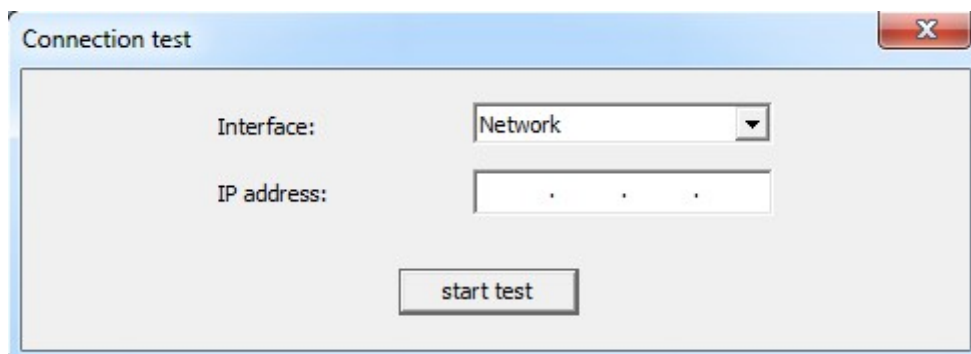 Connection test
Interface: Network
IP address: . . .
start test